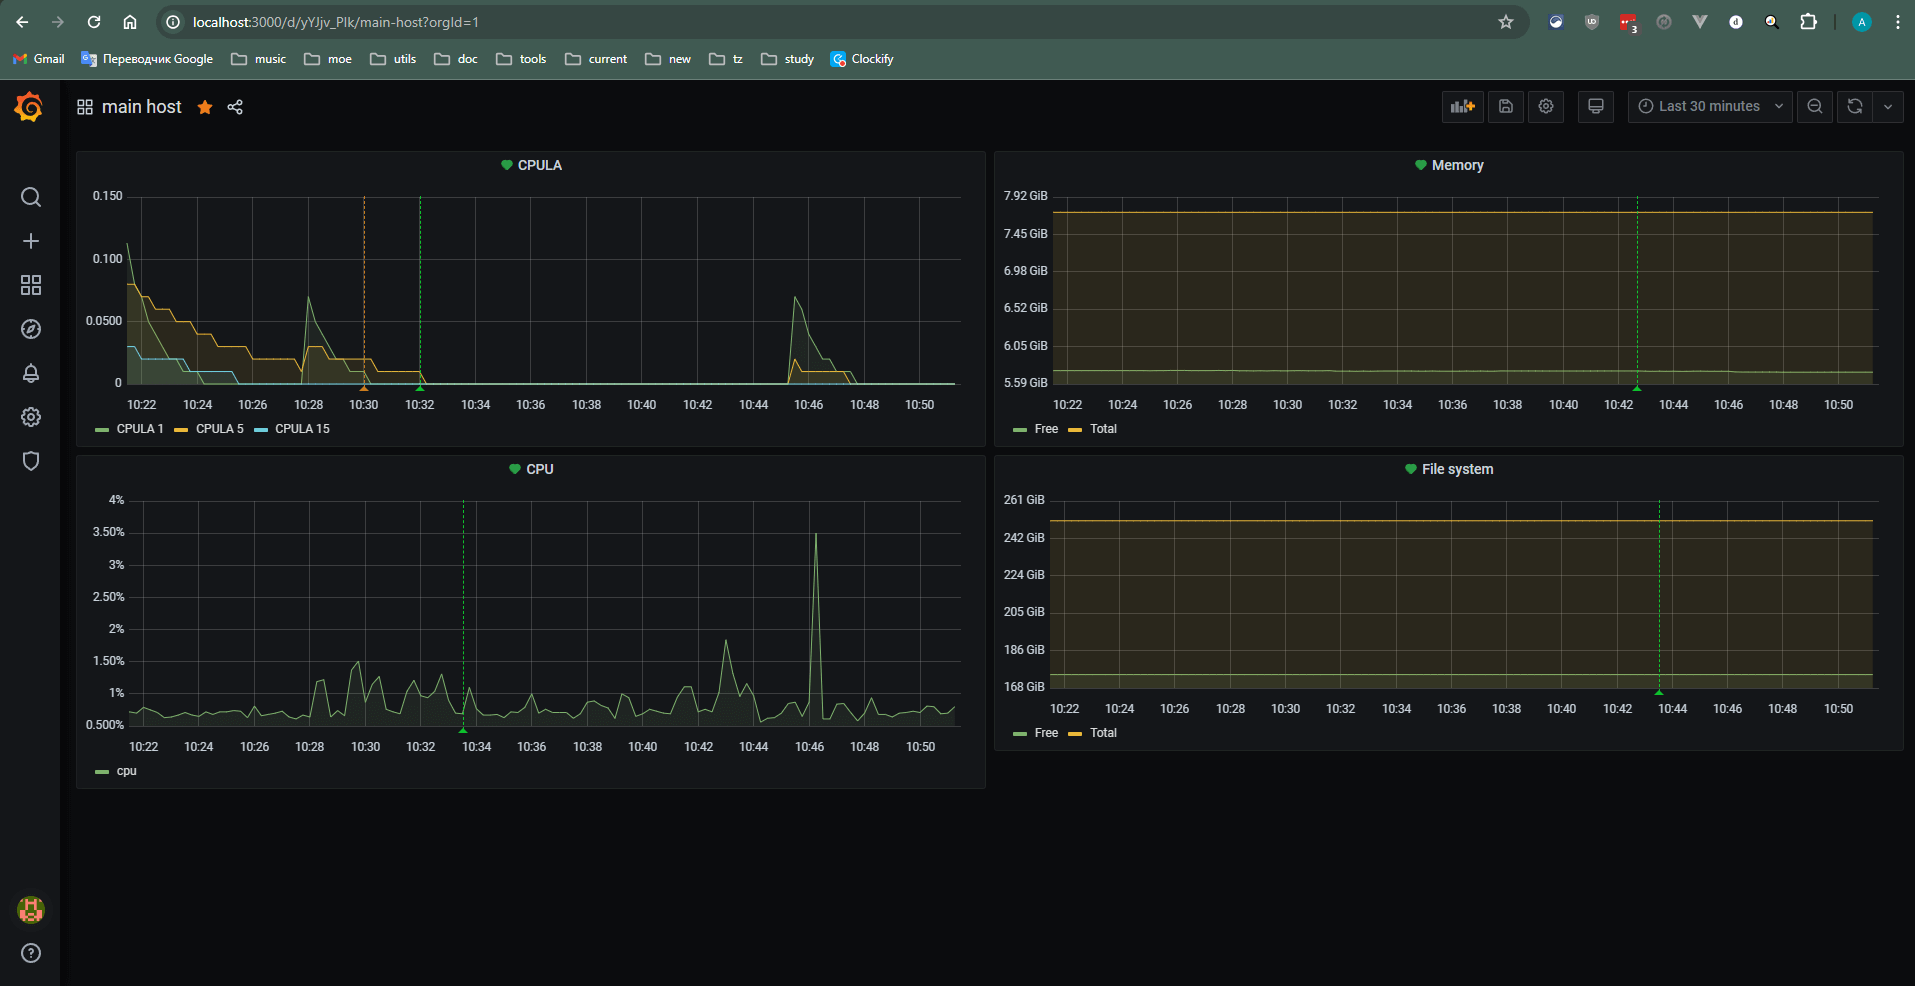 localhost:3000/d/yYJjv_Plk/main-host?orgId=1
3
A
Gmail Переводчик Google music moe utils doc tools current new tz study Clockify
main host
Last 30 minutes
CPULA
0.150
0.100
0.0500
0
10:22 10:24 10:26 10:28 10:30 10:32 10:34 10:36 10:38 10:40 10:42 10:44 10:46 10:48 10:50
CPULA 1 CPULA 5 CPULA 15
Memory
7.92 GiB
7.45 GiB
6.98 GiB
6.52 GiB
6.05 GiB
5.59 GiB
10:22 10:24 10:26 10:28 10:30 10:32 10:34 10:36 10:38 10:40 10:42 10:44 10:46 10:48 10:50
Free Total
CPU
4%
3.50%
3%
2.50%
2%
1.50%
1%
0.500%
10:22 10:24 10:26 10:28 10:30 10:32 10:34 10:36 10:38 10:40 10:42 10:44 10:46 10:48 10:50
cpu
File system
261 GiB
242 GiB
224 GiB
205 GiB
186 GiB
168 GiB
10:22 10:24 10:26 10:28 10:30 10:32 10:34 10:36 10:38 10:40 10:42 10:44 10:46 10:48 10:50
Free Total